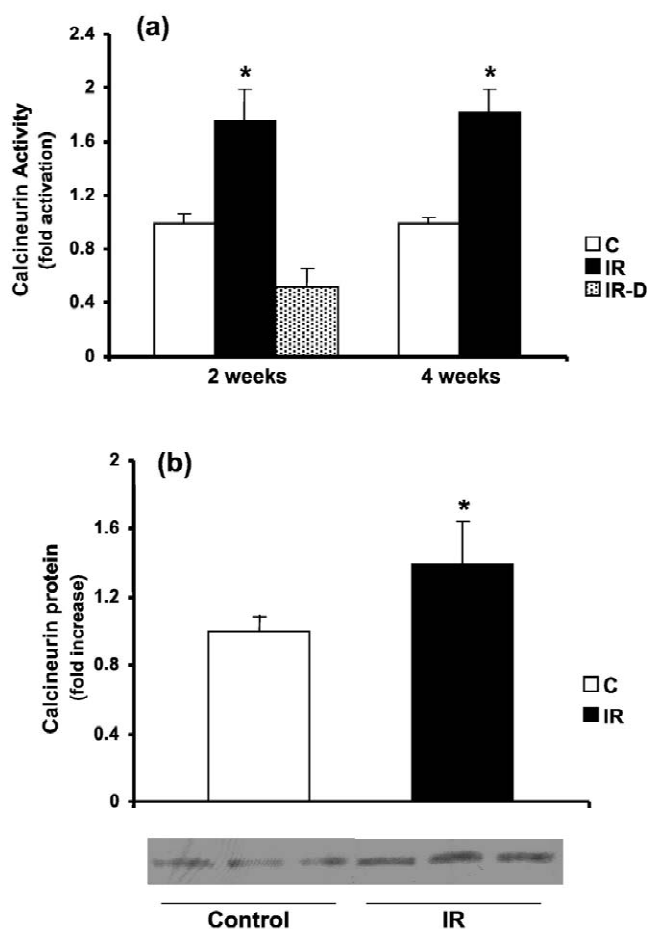 (a)
Calcineurin Activity
(fold activation)
2.4
2
1.6
1.2
0.8
0.4
0
*
*
2 weeks
4 weeks
C
IR
IR-D
(b)
Calcineurin protein
(fold increase)
2
1.6
1.2
0.8
0.4
0
*
C
IR
Control
IR